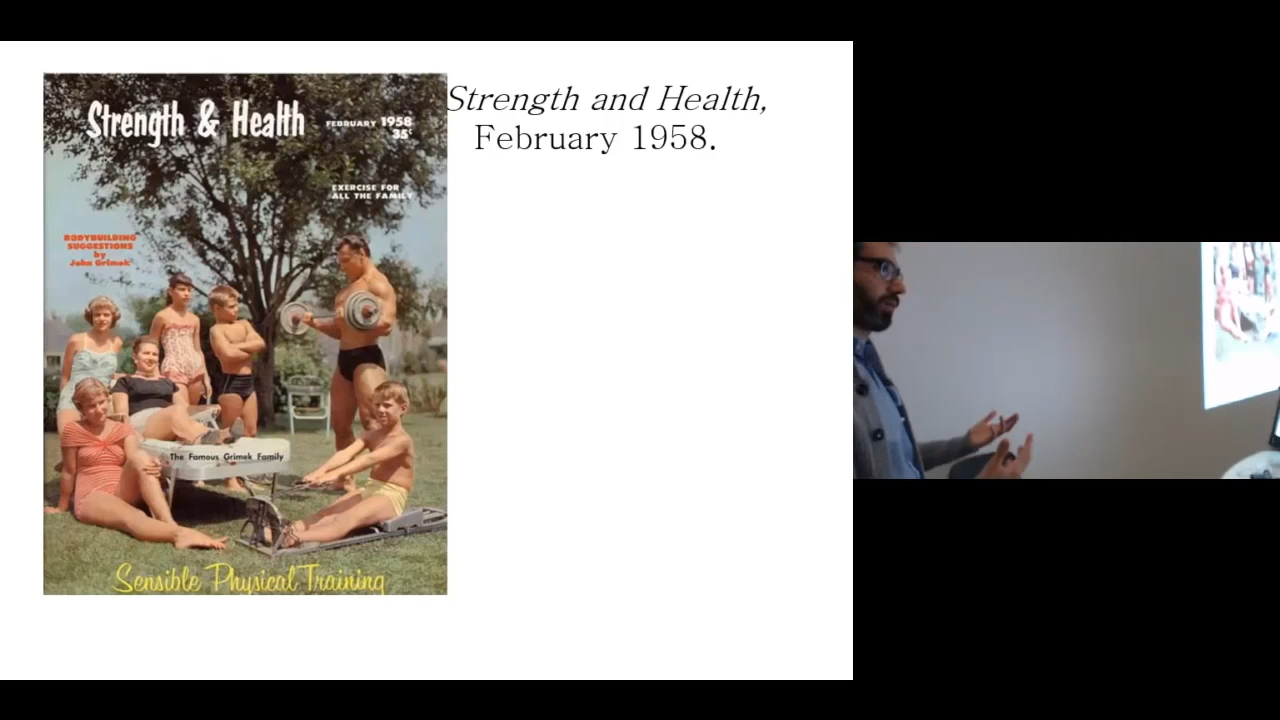 Strength & Health
FEBRUARY 1958
35¢
EXERCISE FOR
ALL THE FAMILY
BODYBUILDING
SUGGESTIONS
by
John Grimek
The Famous Grimek Family
Sensible Physical Training
Strength and Health,
February 1958.